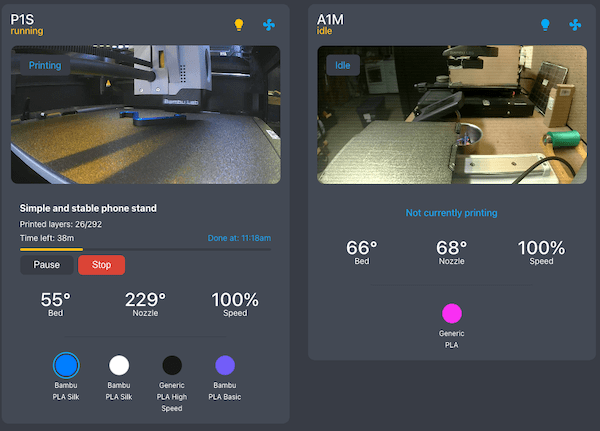 P1S
running
Printing
Bambu Lab
Simple and stable phone stand
Printed layers: 26/292
Time left: 38m
Done at: 11:18am
Pause
Stop
55°
Bed
229°
Nozzle
100%
Speed
Bambu
PLA Silk
Bambu
PLA Silk
Generic
PLA High
Speed
Bambu
PLA Basic
A1M
idle
Idle
Not currently printing
66°
Bed
68°
Nozzle
100%
Speed
Generic
PLA